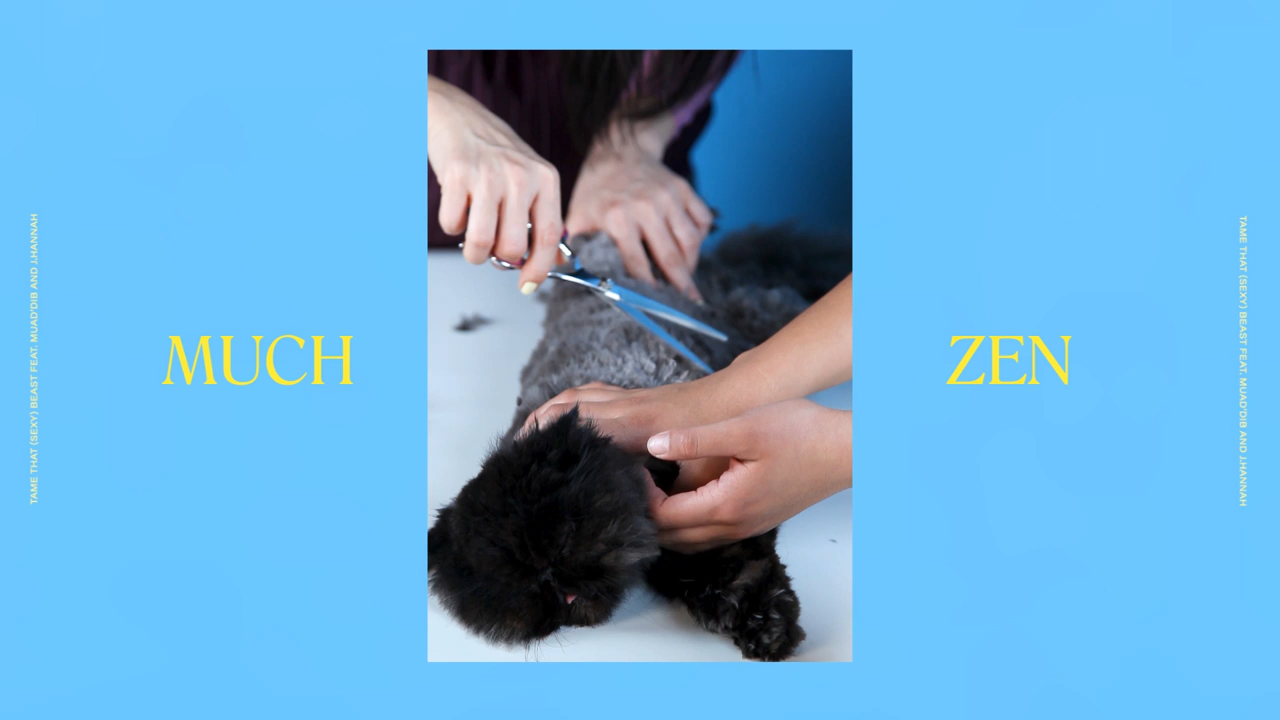 TAME THAT (SEXY) BEAST FEAT. MUAD'DIB AND J.HANNAH
MUCH
ZEN
TAME THAT (SEXY) BEAST FEAT. MUAD'DIB AND J.HANNAH